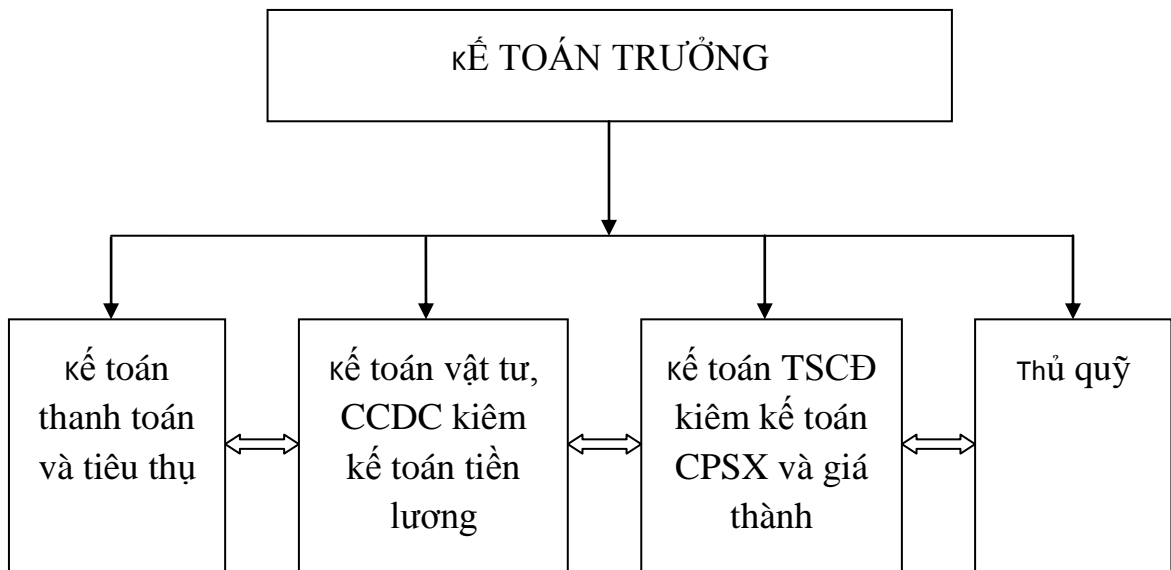 KẾ TOÁN TRƯỞNG
Kế toán
thanh toán
và tiêu thụ
Kế toán vật tư,
CCDC kiêm
kế toán tiền
lương
Kế toán TSCĐ
kiêm kế toán
CPSX và giá
thành
Thủ quỹ